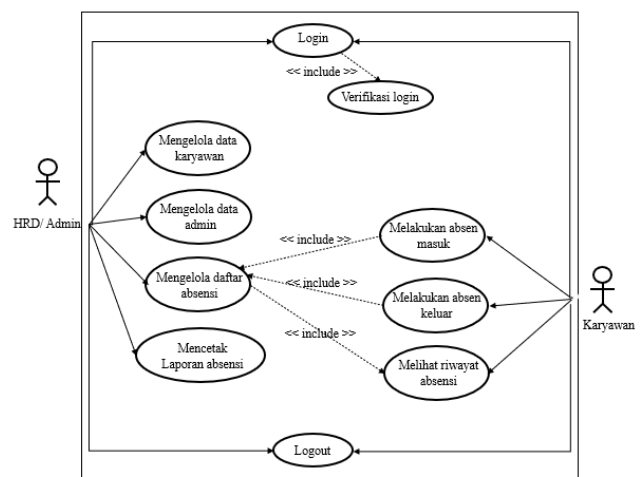 Login
<< include >>
Verifikasi login
Mengelola data
karyawan
HRD/ Admin
Mengelola data
admin
<< include >>
Melakukan absen
masuk
Mengelola daftar
absensi
<< include >>
Melakukan absen
keluar
Karyawan
<< include >>
Mencetak
Laporan absensi
Melihat riwayat
absensi
Logout